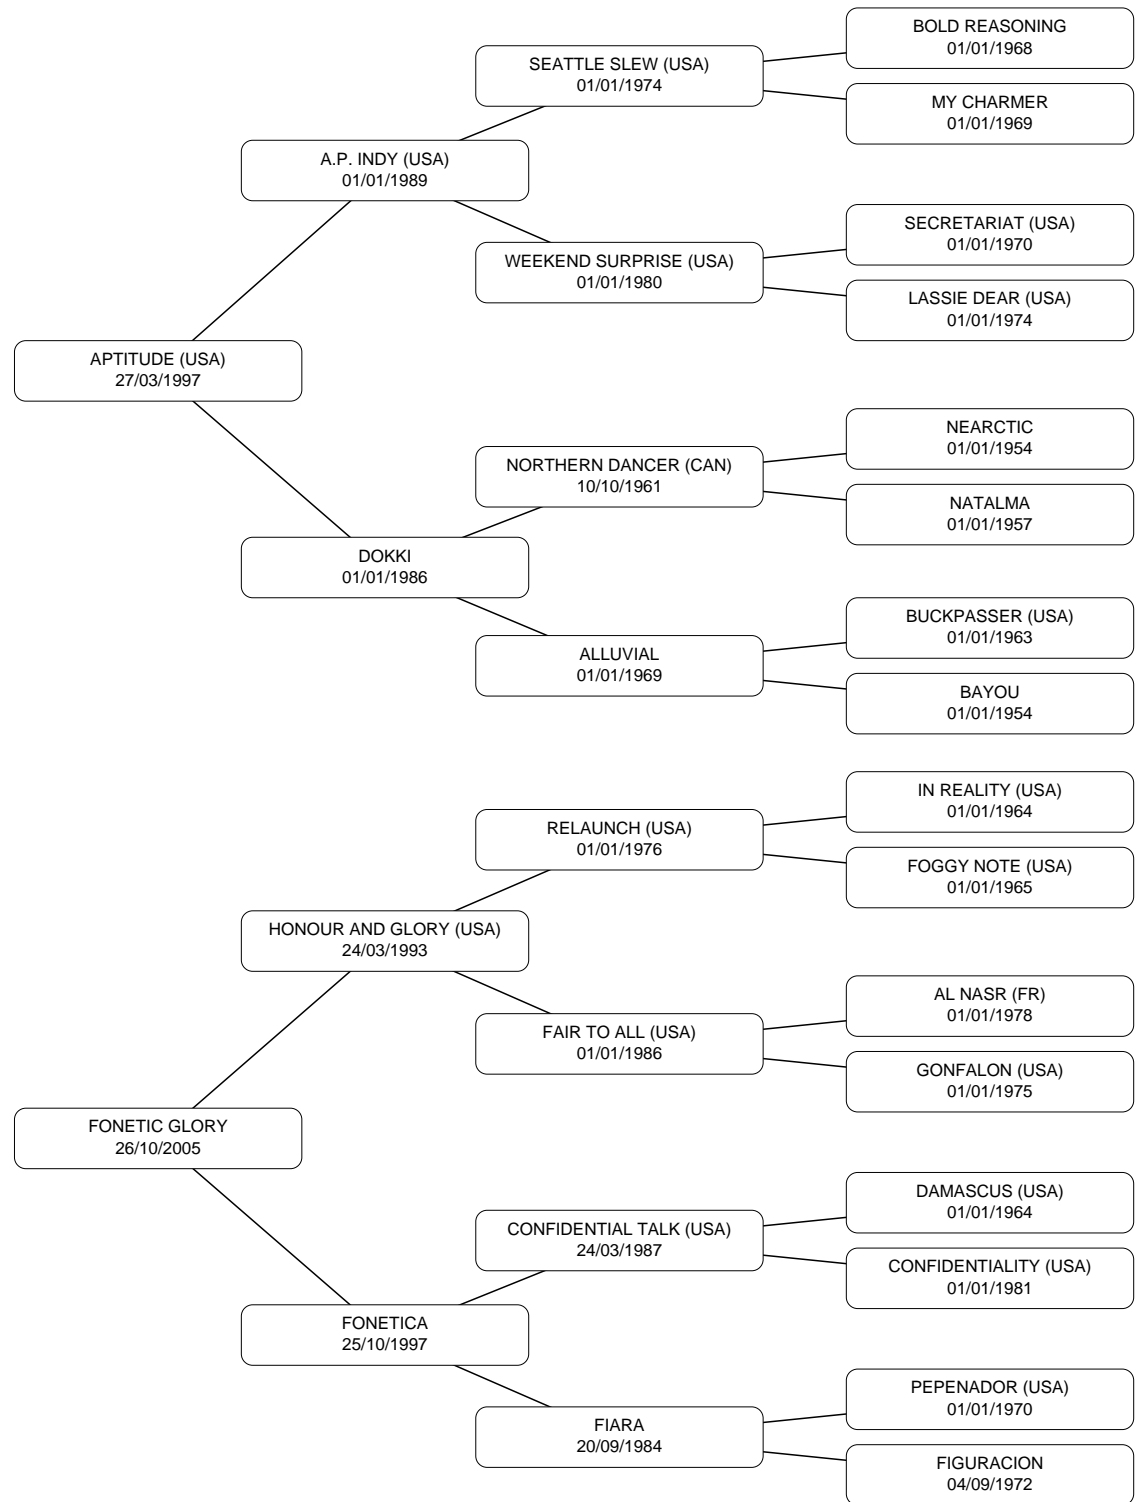 BOLD REASONING
01/01/1968
SEATTLE SLEW (USA)
01/01/1974
MY CHARMER
01/01/1969
A.P. INDY (USA)
01/01/1989
SECRETARIAT (USA)
01/01/1970
WEEKEND SURPRISE (USA)
01/01/1980
LASSIE DEAR (USA)
01/01/1974
APTITUDE (USA)
27/03/1997
NEARCTIC
01/01/1954
NORTHERN DANCER (CAN)
10/10/1961
NATALMA
01/01/1957
DOKKI
01/01/1986
BUCKPASSER (USA)
01/01/1963
ALLUVIAL
01/01/1969
BAYOU
01/01/1954
IN REALITY (USA)
01/01/1964
RELAUNCH (USA)
01/01/1976
FOGGY NOTE (USA)
01/01/1965
HONOUR AND GLORY (USA)
24/03/1993
AL NASR (FR)
01/01/1978
FAIR TO ALL (USA)
01/01/1986
GONFALON (USA)
01/01/1975
FONETIC GLORY
26/10/2005
DAMASCUS (USA)
01/01/1964
CONFIDENTIAL TALK (USA)
24/03/1987
CONFIDENTIALITY (USA)
01/01/1981
FONETICA
25/10/1997
PEPENADOR (USA)
01/01/1970
FIARA
20/09/1984
FIGURACION
04/09/1972